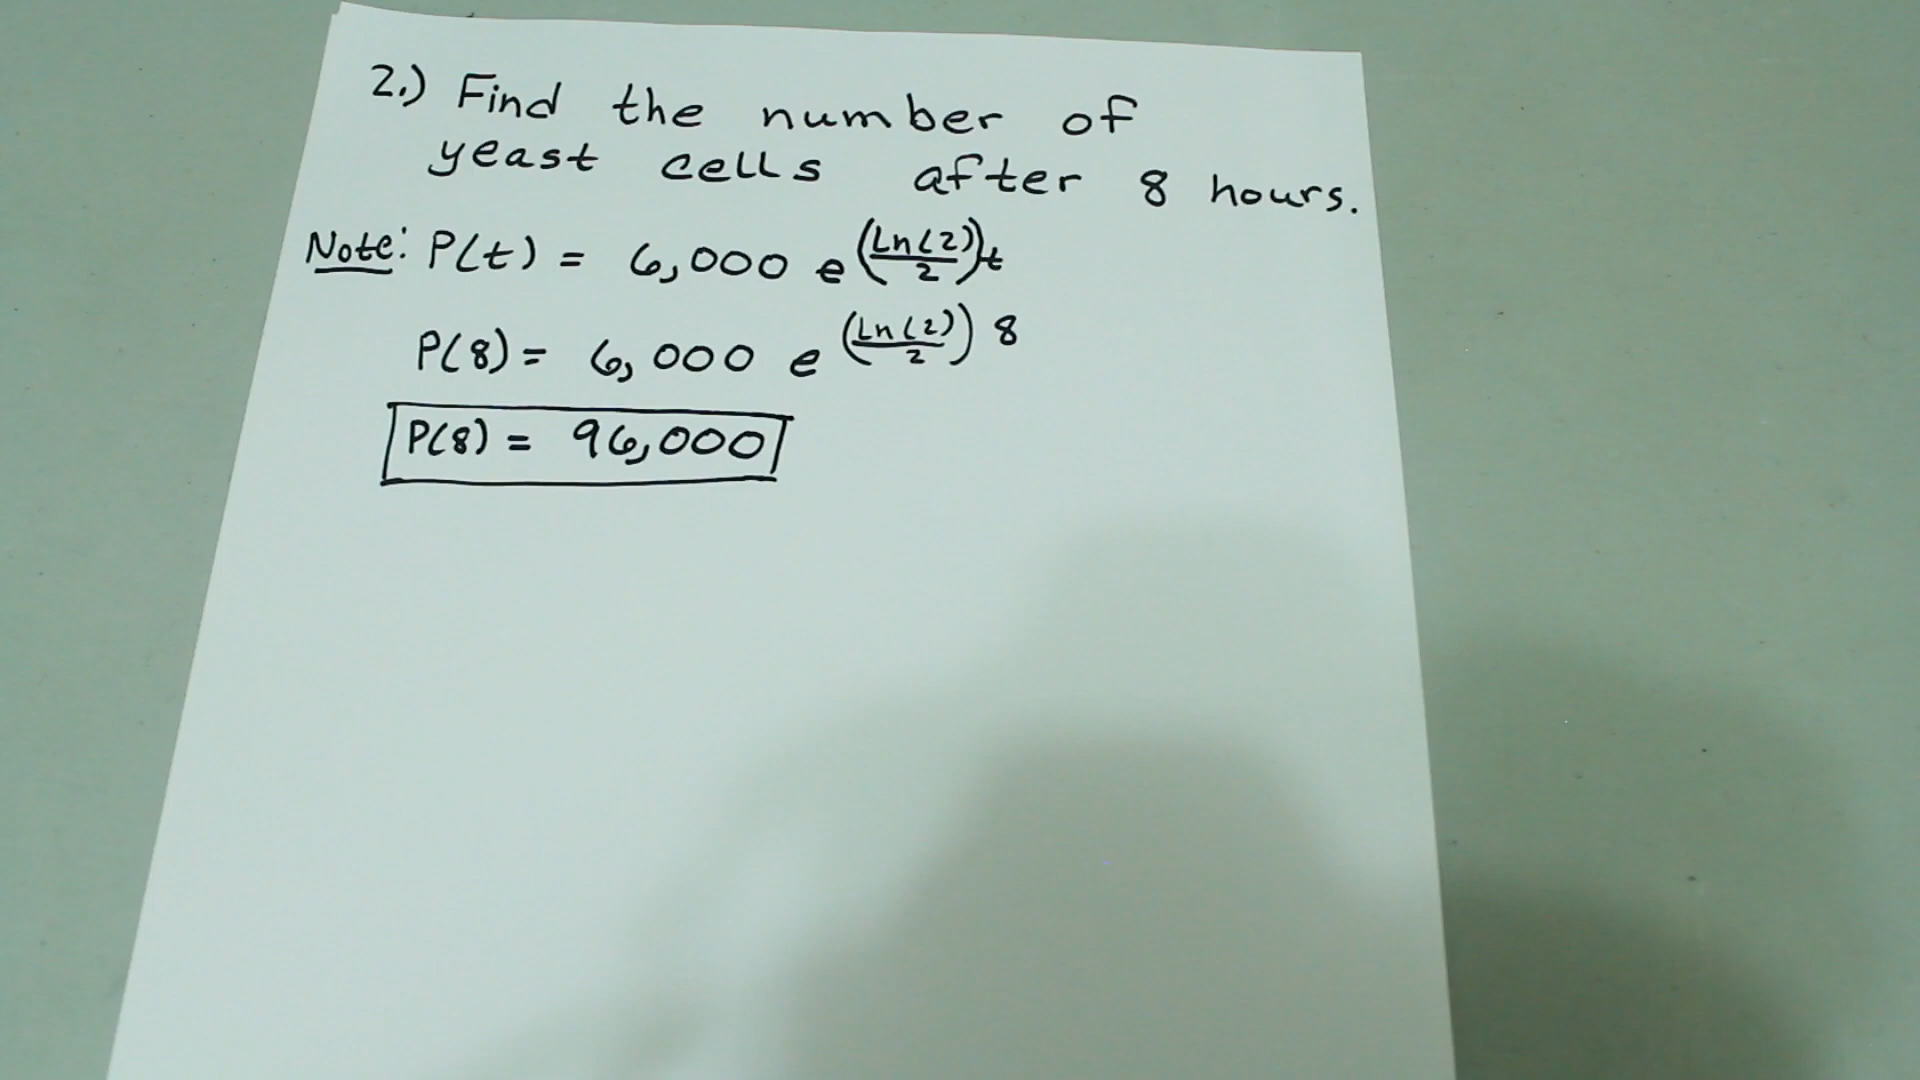 2.) Find the number of
yeast cells after 8 hours.
Note: P(t) = 6,000 e^(Ln(2)/2)t
P(8) = 6,000 e^(Ln(2)/2) 8
P(8) = 96,000